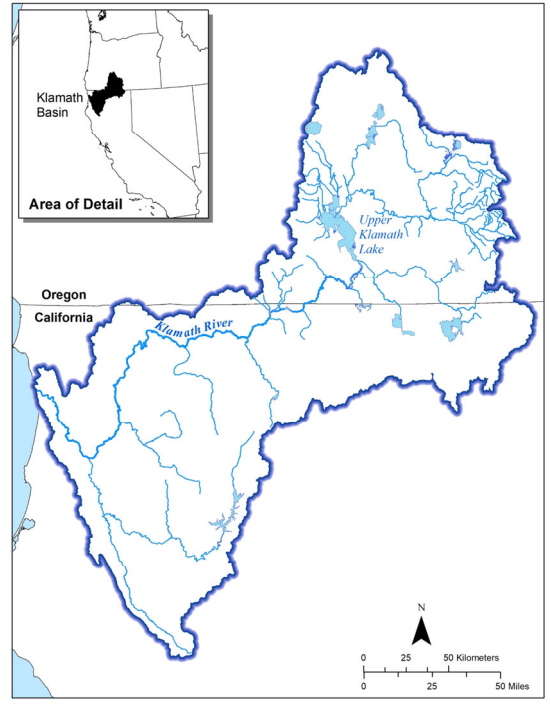 Klamath
Basin
Area of Detail
Upper
Klamath
Lake
Oregon
California
Klamath River
N
0 25 50 Kilometers
0 25 50 Miles